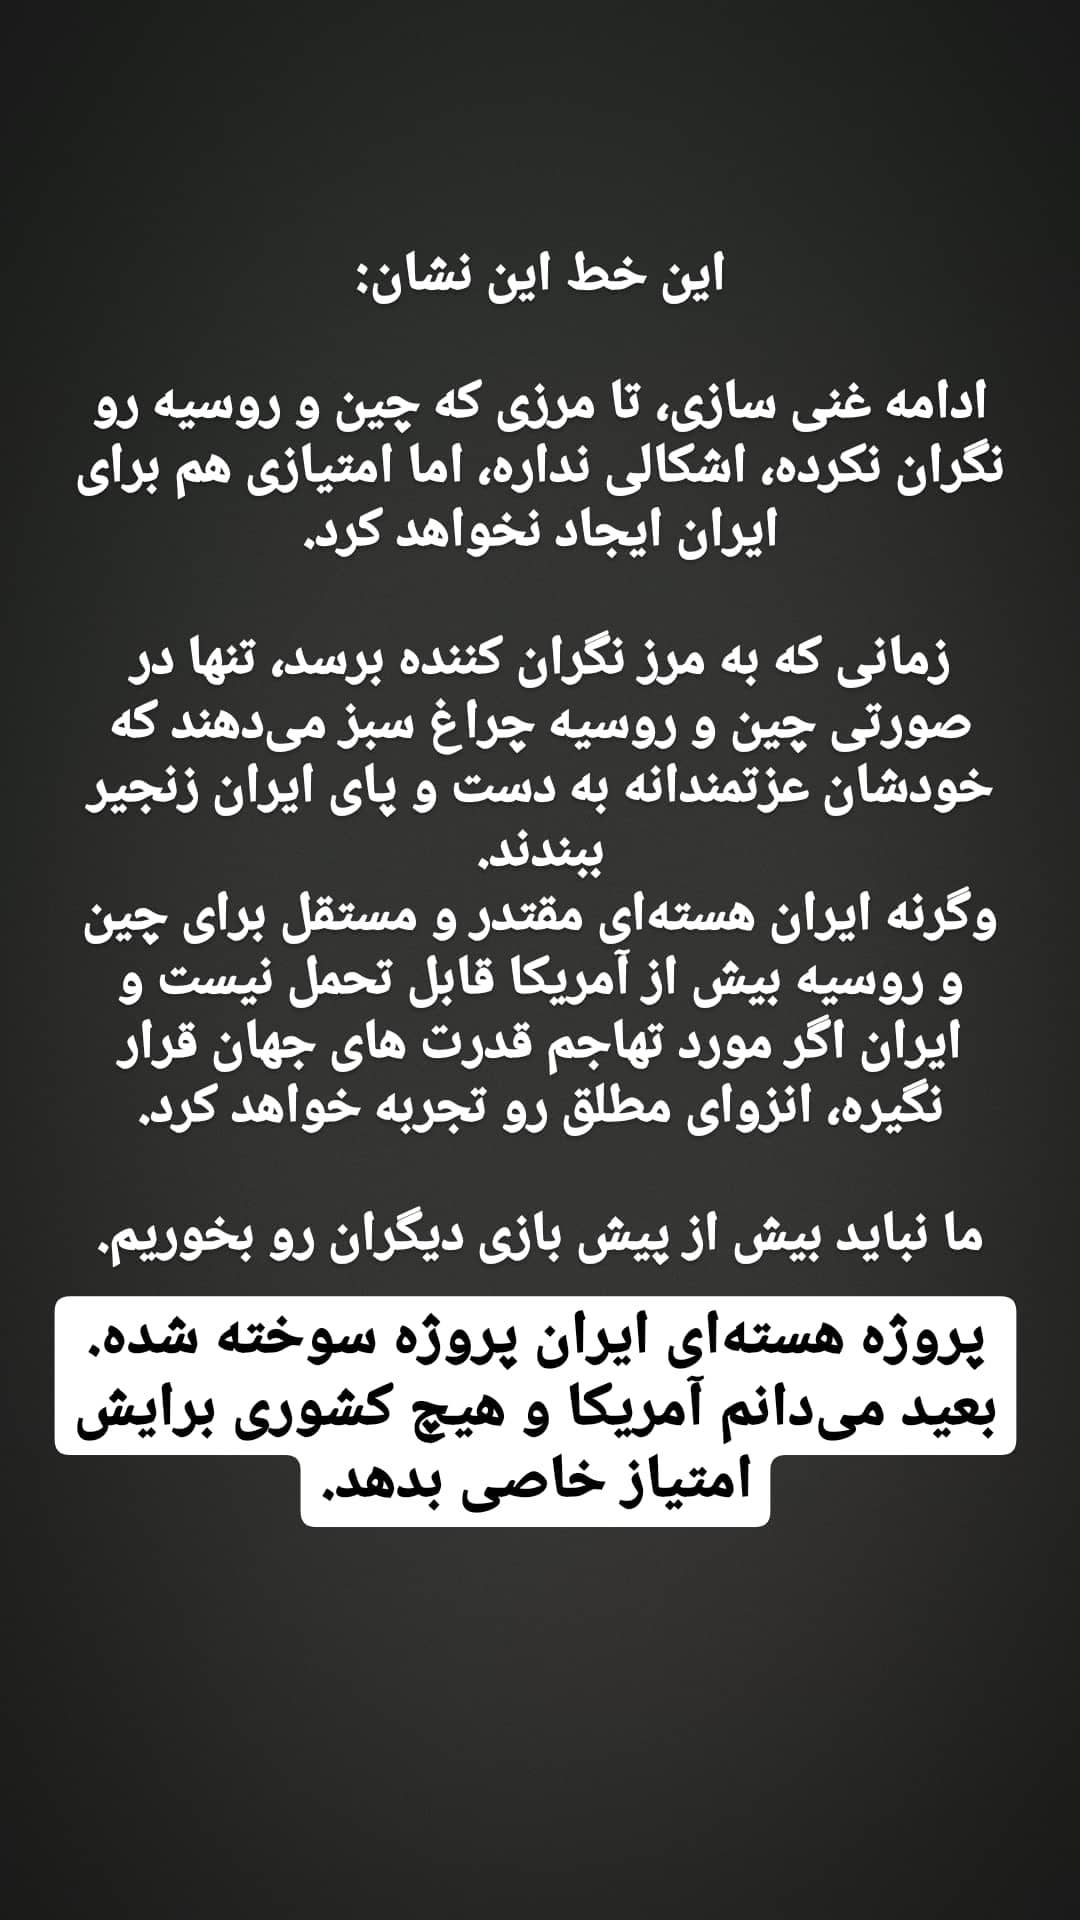 این خط این نشان:
ادامه غنی سازی، تا مرزی که چین و روسیه رو
نگران نکرده، اشکالی نداره، اما امتیازی هم برای
ایران ایجاد نخواهد کرد.
زمانی که به مرز نگران کننده برسد، تنها در
صورتی چین و روسیه چراغ سبز می‌دهند که
خودشان عزتمندانه به دست و پای ایران زنجیر
ببندند.
وگرنه ایران هسته‌ای مقتدر و مستقل برای چین
و روسیه بیش از آمریکا قابل تحمل نیست و
ایران اگر مورد تهاجم قدرت های جهان قرار
نگیره، انزوای مطلق رو تجربه خواهد کرد.
ما نباید بیش از پیش بازی دیگران رو بخوریم.
پروژه هسته‌ای ایران پروژه سوخته شده.
بعید می‌دانم آمریکا و هیچ کشوری برایش
امتیاز خاصی بدهد.